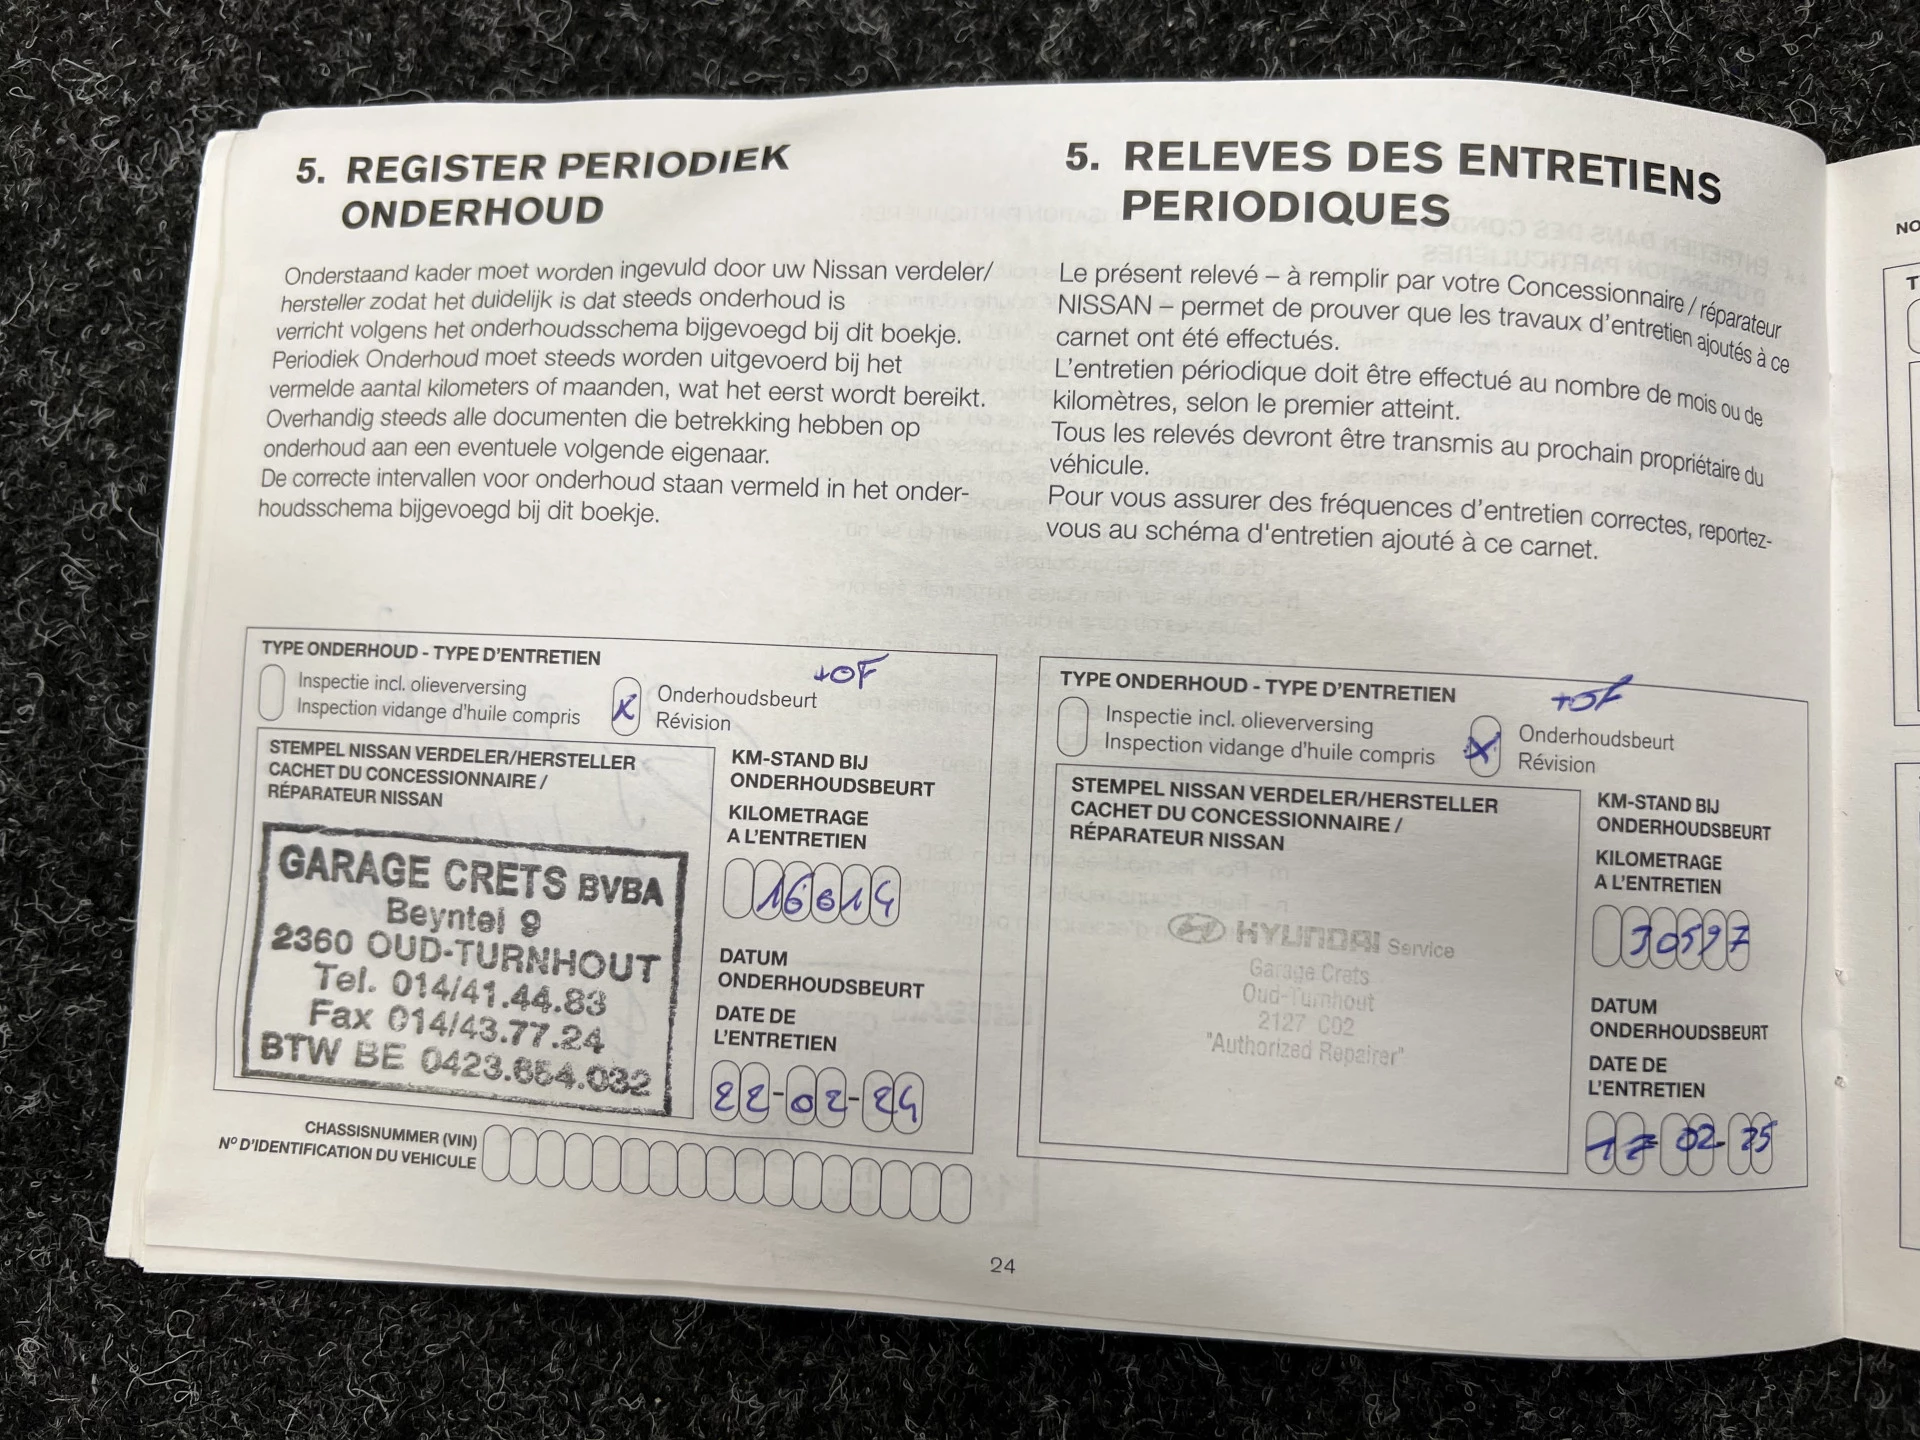 5. REGISTER PERIODIEK
ONDERHOUD
Onderstaand kader moet worden ingevuld door uw Nissan verdeler/
hersteller zodat het duidelijk is dat steeds onderhoud is
verricht volgens het onderhoudsschema bijgevoegd bij dit boekje.
Periodiek Onderhoud moet steeds worden uitgevoerd bij het
vermelde aantal kilometers of maanden, wat het eerst wordt bereikt.
Overhandig steeds alle documenten die betrekking hebben op
onderhoud aan een eventuele volgende eigenaar.
De correcte intervallen voor onderhoud staan vermeld in het onder-
houdsschema bijgevoegd bij dit boekje.
TYPE ONDERHOUD - TYPE D'ENTRETIEN
+OF
Inspectie incl. olieverversing
Inspection vidange d'huile compris
X
Onderhoudsbeurt
Révision
STEMPEL NISSAN VERDELER/HERSTELLER
CACHET DU CONCESSIONNAIRE /
RÉPARATEUR NISSAN
GARAGE CRETS BVBA
Beyntel 9
2360 OUD-TURNHOUT
Tel. 014/41.44.83
Fax 014/43.77.24
BTW BE 0423.654.032
KM-STAND BIJ
ONDERHOUDSBEURT
KILOMETRAGE
A L'ENTRETIEN
16614
DATUM
ONDERHOUDSBEURT
DATE DE
L'ENTRETIEN
22-02-24
CHASSISNUMMER (VIN)
N° D'IDENTIFICATION DU VEHICULE
5. RELEVES DES ENTRETIENS
PERIODIQUES
Le présent relevé – à remplir par votre Concessionnaire / réparateur
NISSAN – permet de prouver que les travaux d'entretien ajoutés à ce
carnet ont été effectués.
L'entretien périodique doit être effectué au nombre de mois ou de
kilomètres, selon le premier atteint.
Tous les relevés devront être transmis au prochain propriétaire du
véhicule.
Pour vous assurer des fréquences d'entretien correctes, reportez-
vous au schéma d'entretien ajouté à ce carnet.
TYPE ONDERHOUD - TYPE D'ENTRETIEN
+OF
Inspectie incl. olieverversing
Inspection vidange d'huile compris
X
Onderhoudsbeurt
Révision
STEMPEL NISSAN VERDELER/HERSTELLER
CACHET DU CONCESSIONNAIRE /
RÉPARATEUR NISSAN
HYUNDAI Service
Garage Crets
Oud-Turnhout
2127 C02
"Authorized Repairer"
KM-STAND BIJ
ONDERHOUDSBEURT
KILOMETRAGE
A L'ENTRETIEN
30597
DATUM
ONDERHOUDSBEURT
DATE DE
L'ENTRETIEN
17-02-25
24
NO
T